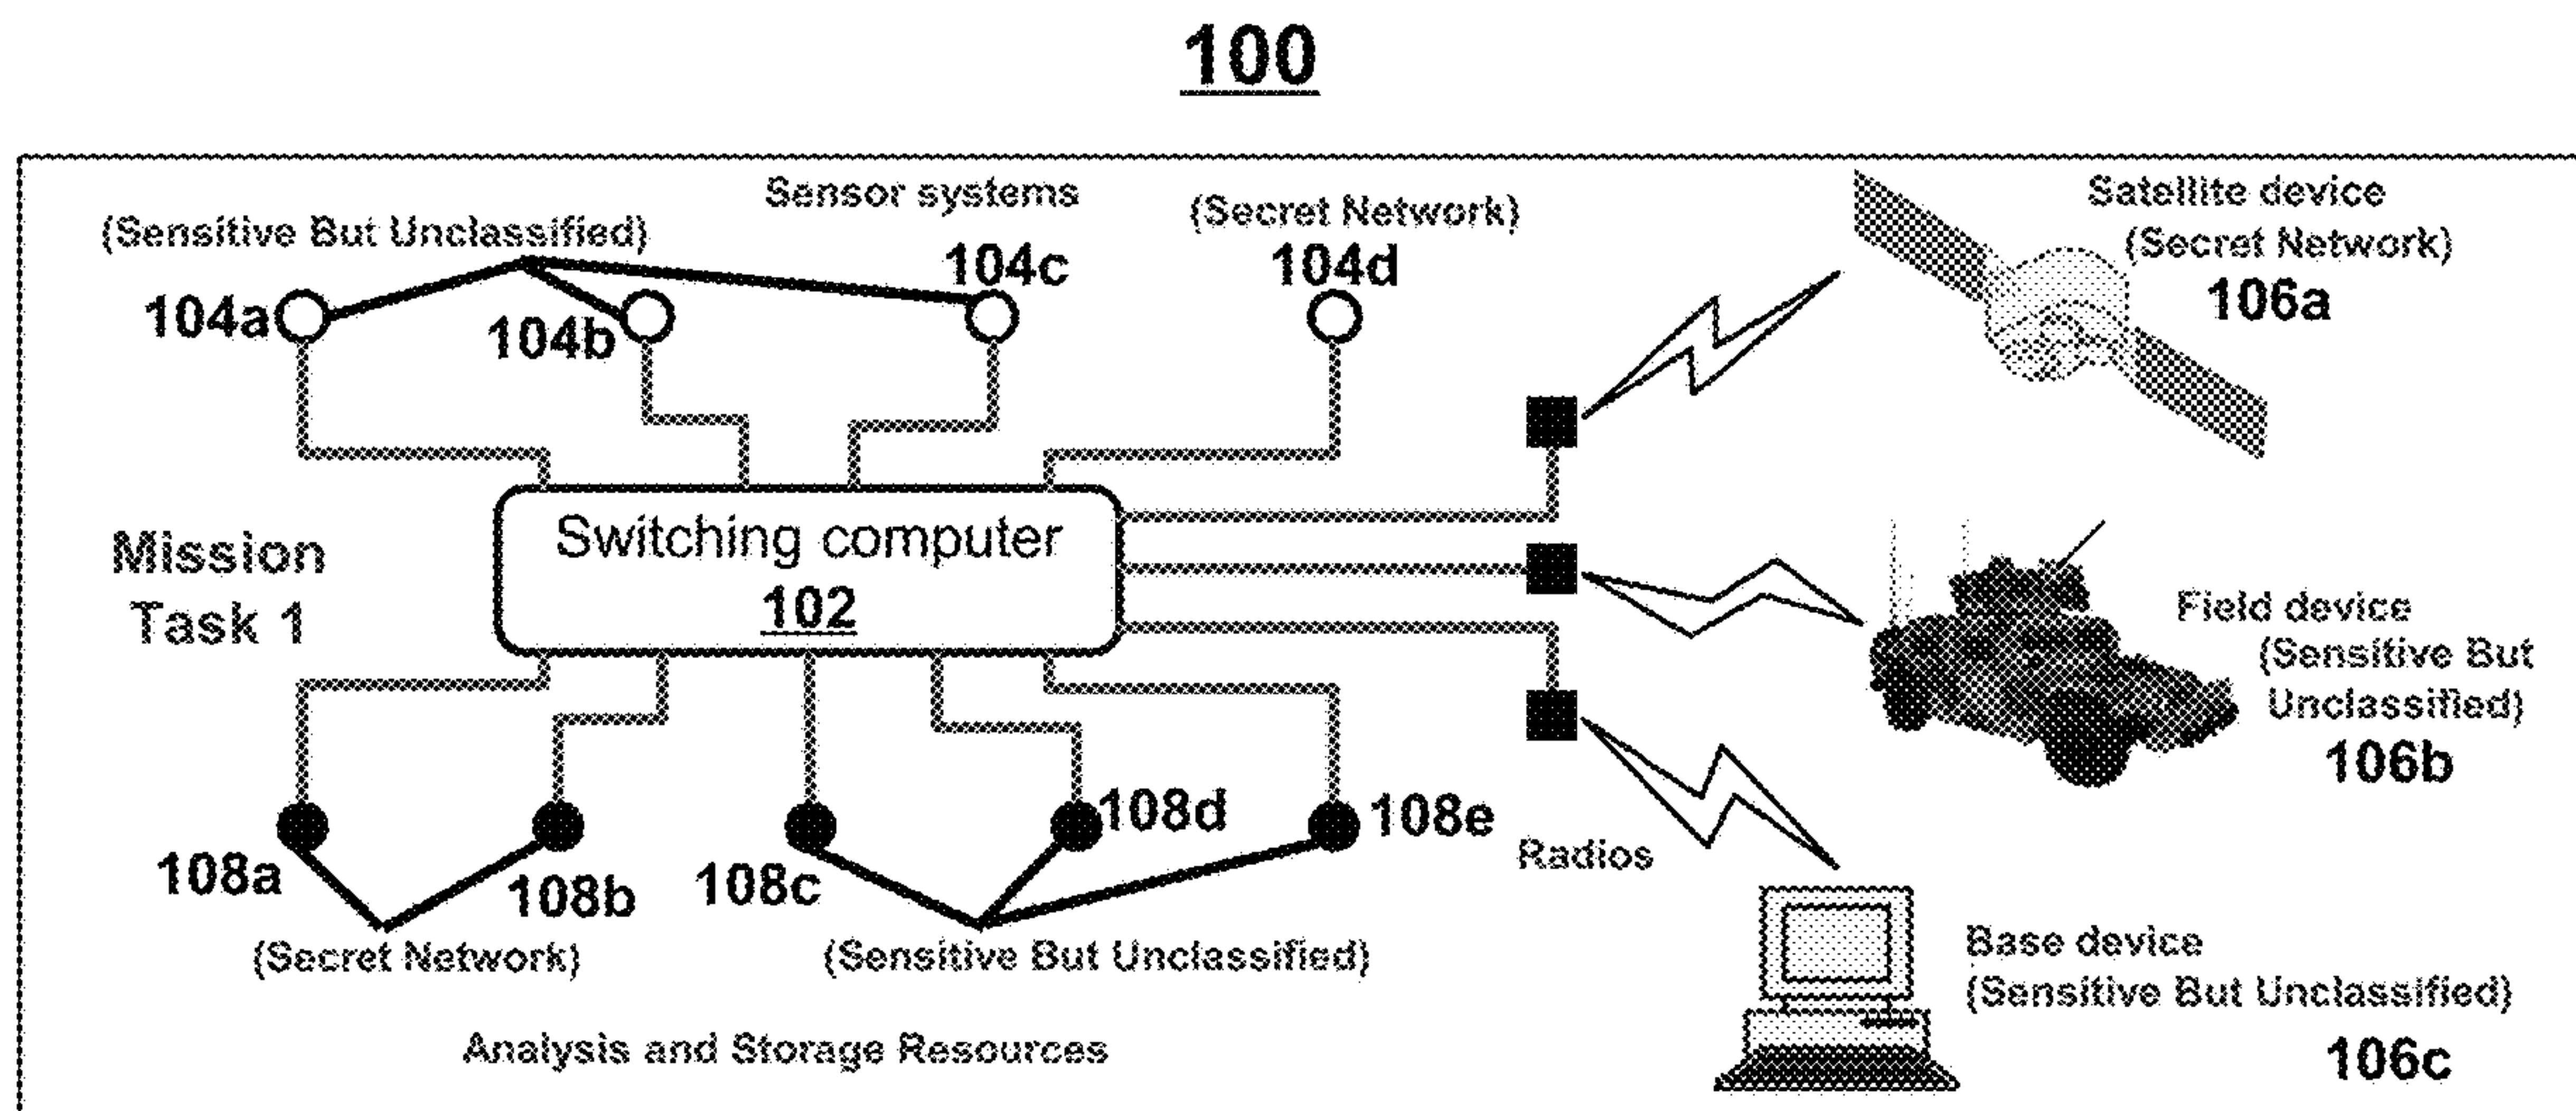 100
Sensor systems
(Sensitive But Unclassified)
(Secret Network)
104a
104b
104c
104d
Satellite device
(Secret Network)
106a
Mission
Task 1
Switching computer
102
Field device
(Sensitive But
Unclassified)
106b
108a
108b
108c
108d
108e
(Secret Network)
(Sensitive But Unclassified)
Analysis and Storage Resources
Radios
Base device
(Sensitive But Unclassified)
106c